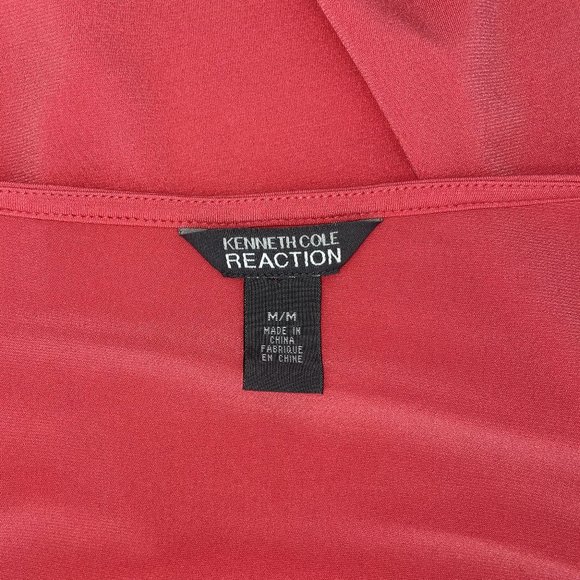 KENNETH COLE
REACTION
M/M
MADE IN
CHINA
FABRIQUE
EN CHINE